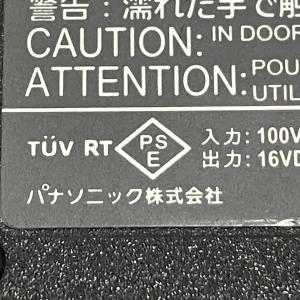 警告:濡れた手で触
CAUTION: IN DOOR
ATTENTION: POU
UTIL
TÜV RT PS E 入力: 100V
出力: 16VD
パナソニック株式会社